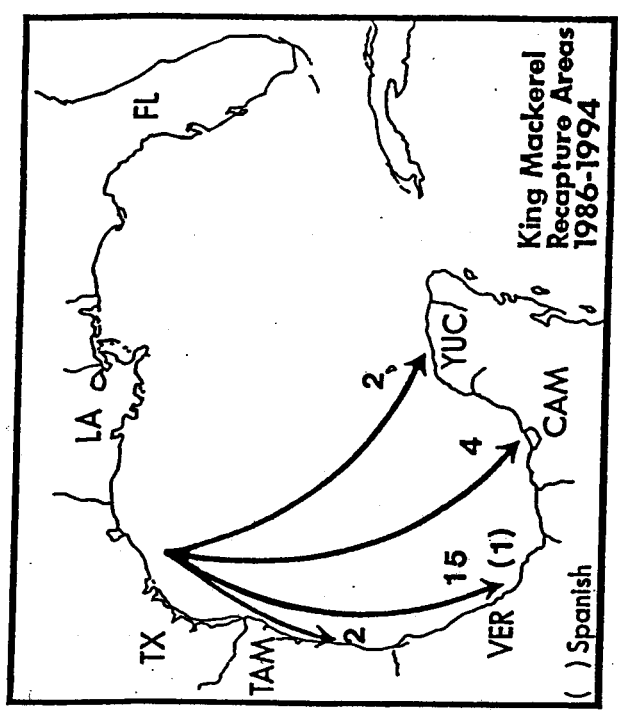 FL
LA
TX
TAM
2
15
(1)
VER
4
CAM
2
YUC
King Mackerel
Recapture Areas
1986-1994
( ) Spanish